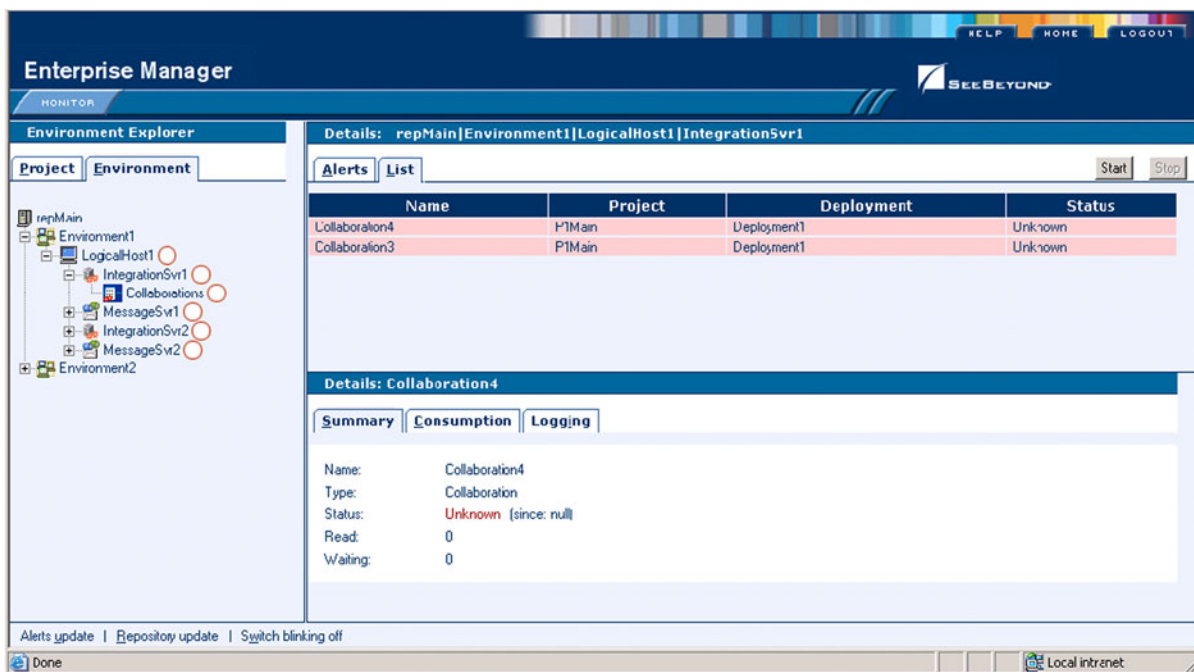 HELP HOME LOGOUT
Enterprise Manager
SEEBEYOND
MONITOR
Environment Explorer
Project Environment
repMain
Environment1
LogicalHost1
IntegrationSvr1
Collaborations
MessageSvr1
IntegrationSvr2
MessageSvr2
Environment2
Details: repMain|Environment1|LogicalHost1|IntegrationSvr1
Alerts List Start Stop
Name Project Deployment Status
Collaboration4 P1Main Deployment1 Unknown
Collaboration3 P1Main Deployment1 Unknown
Details: Collaboration4
Summary Consumption Logging
Name: Collaboration4
Type: Collaboration
Status: Unknown (since: null)
Read: 0
Waiting: 0
Alerts update | Repository update | Switch blinking off
Done Local intranet